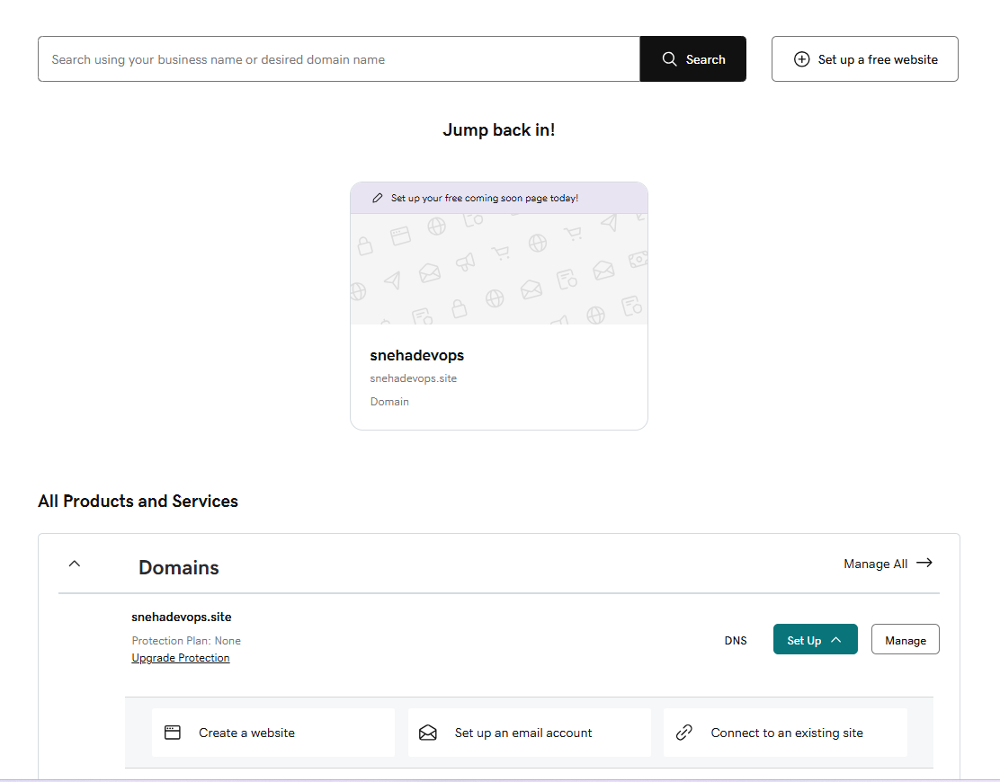 Search using your business name or desired domain name
Search
Set up a free website
Jump back in!
Set up your free coming soon page today!
snehadevops
snehadevops.site
Domain
All Products and Services
Domains
Manage All
snehadevops.site
Protection Plan: None
Upgrade Protection
DNS
Set Up
Manage
Create a website
Set up an email account
Connect to an existing site